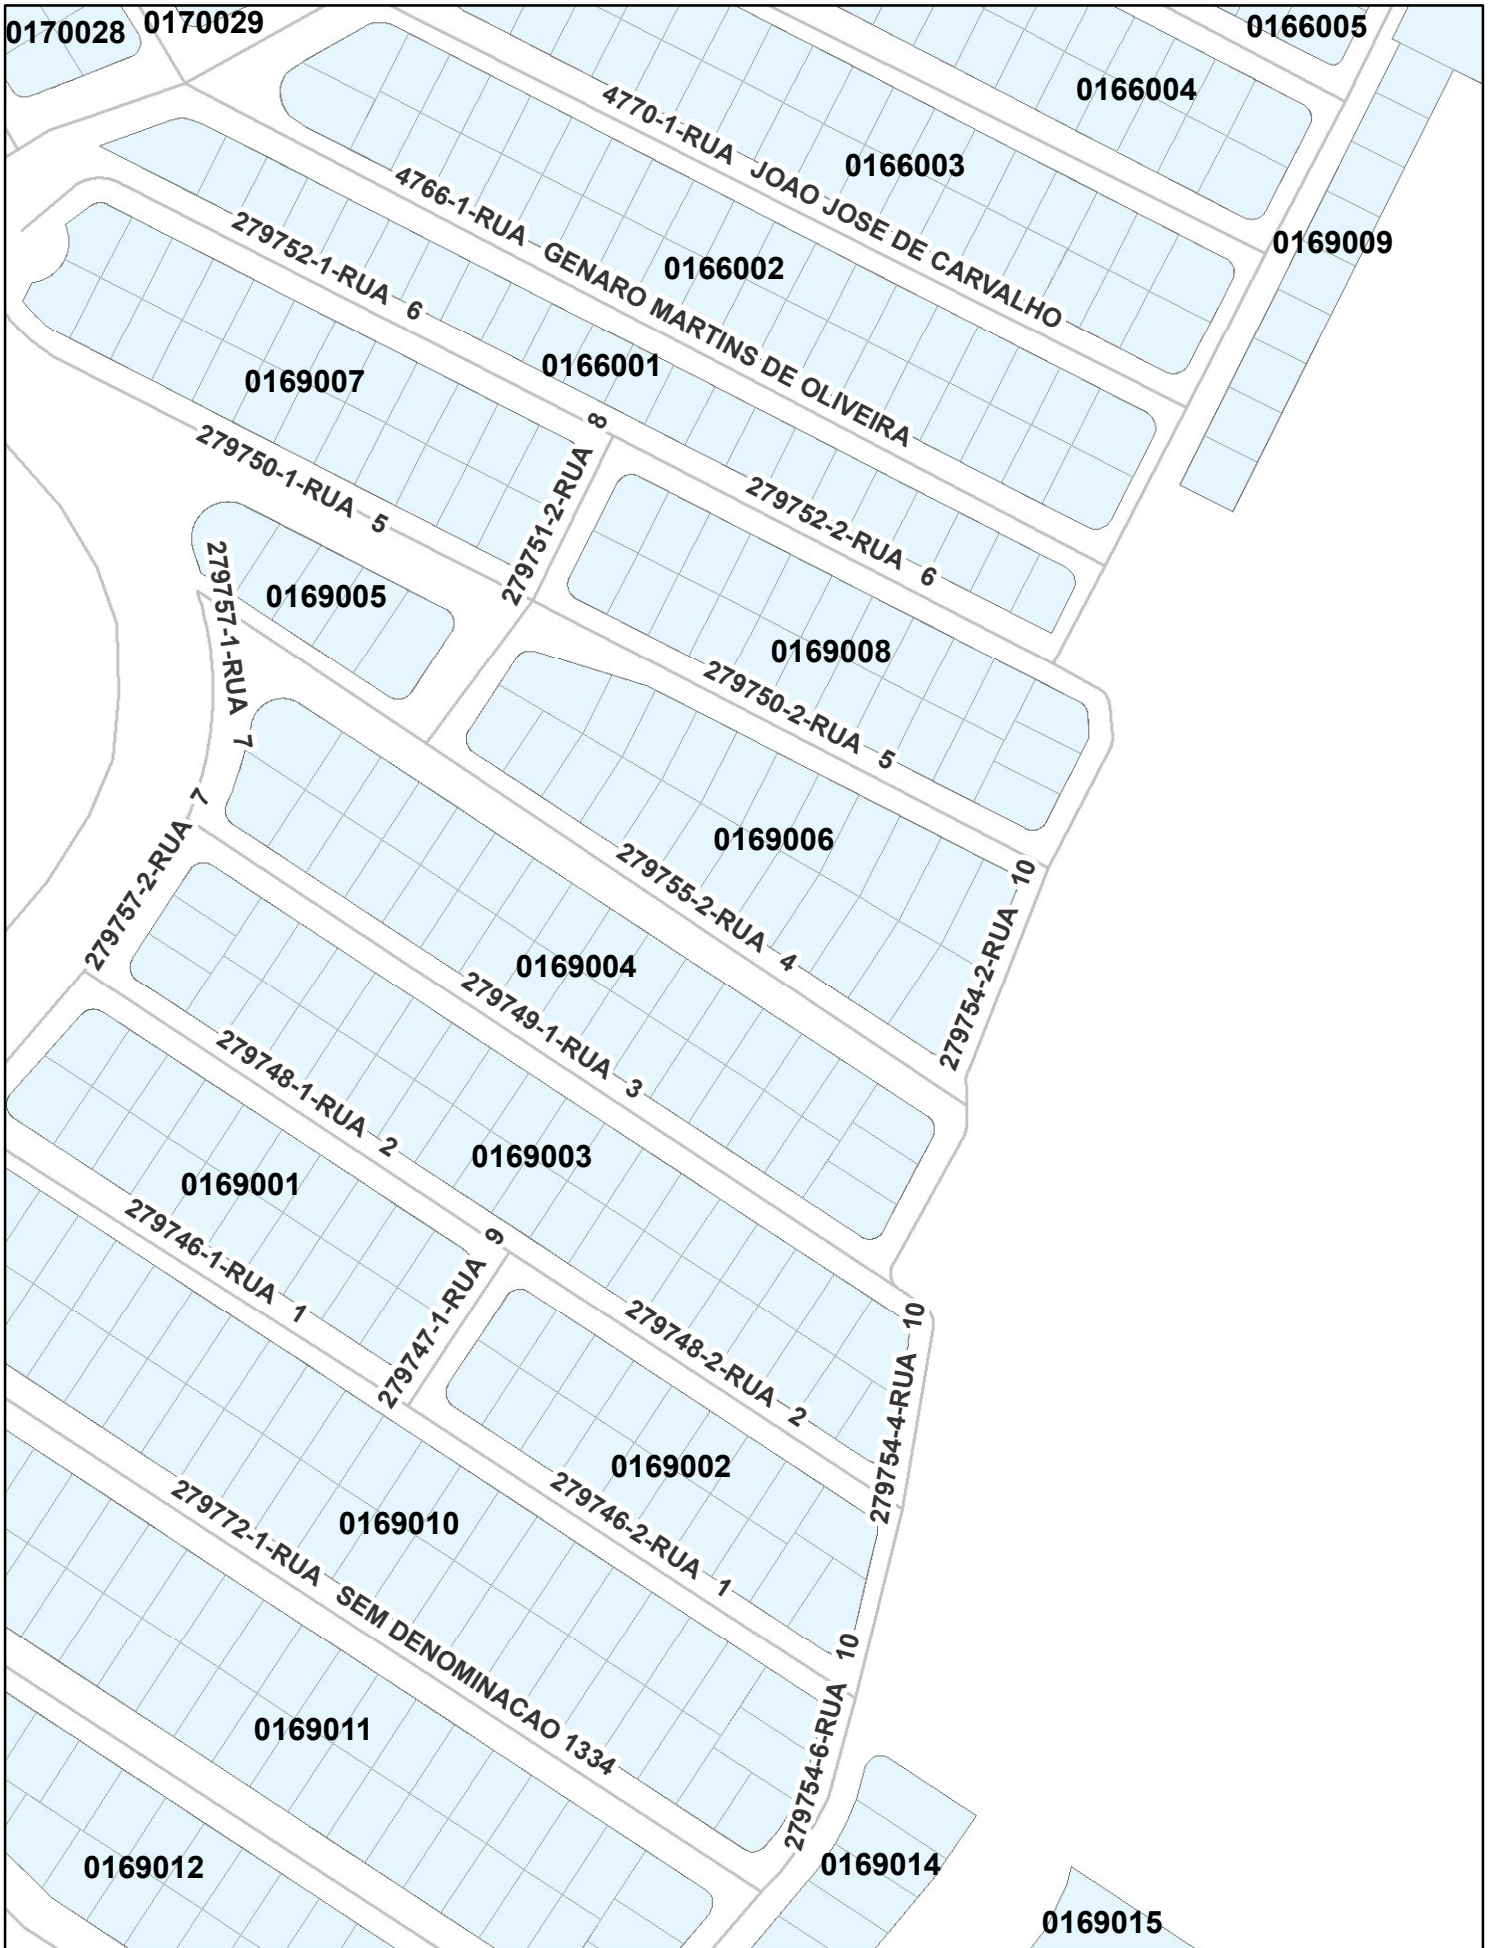 0170028
0170029
0166005
0166004
4770-1-RUA JOAO JOSE DE CARVALHO
0166003
4766-1-RUA GENARO MARTINS DE OLIVEIRA
0169009
279752-1-RUA 6
0166002
0166001
0169007
279750-1-RUA 5
279751-2-RUA 8
279752-2-RUA 6
279757-1-RUA 7
0169005
0169008
279750-2-RUA 5
279757-2-RUA 7
0169006
279755-2-RUA 4
279754-2-RUA 10
0169004
279749-1-RUA 3
279748-1-RUA 2
0169003
0169001
279746-1-RUA 1
279747-1-RUA 9
279748-2-RUA 2
279754-4-RUA 10
0169002
279746-2-RUA 1
0169010
279772-1-RUA SEM DENOMINACAO 1334
279754-6-RUA 10
0169011
0169012
0169014
0169015